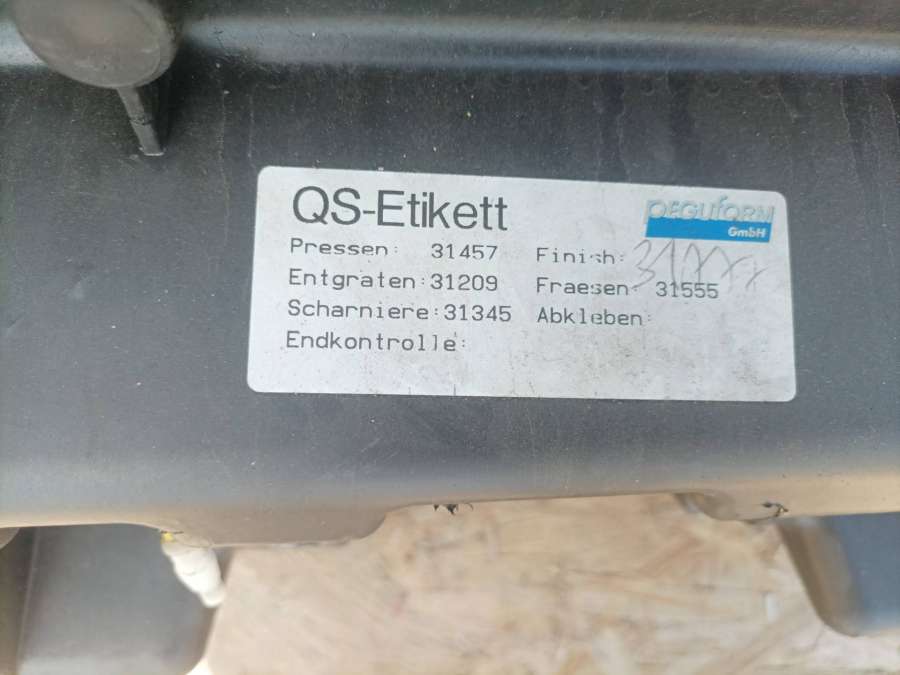 QS-Etikett
PEGUFORM
GmbH
Pressen: 31457 Finish:
Entgraten:31209 Fraesen: 31555
Scharniere:31345 Abkleben:
Endkontrolle: